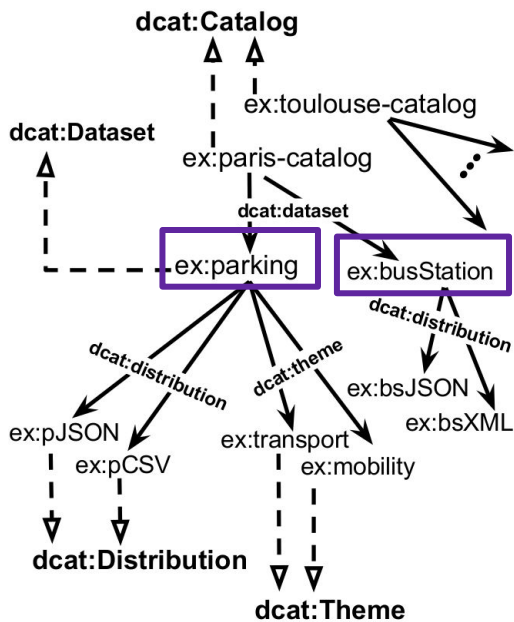 dcat:Catalog
ex:toulouse-catalog
dcat:Dataset
ex:paris-catalog
dcat:dataset
ex:parking
ex:busStation
dcat:distribution
dcat:distribution
dcat:theme
ex:bsJSON
ex:bsXML
ex:pJSON
ex:pCSV
ex:transport
ex:mobility
dcat:Distribution
dcat:Theme